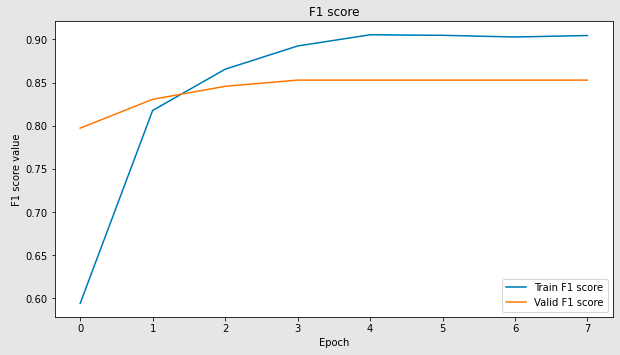 F1 score
0.90
0.85
0.80
0.75
0.70
0.65
0.60
F1 score value
0 1 2 3 4 5 6 7
Epoch
Train F1 score
Valid F1 score